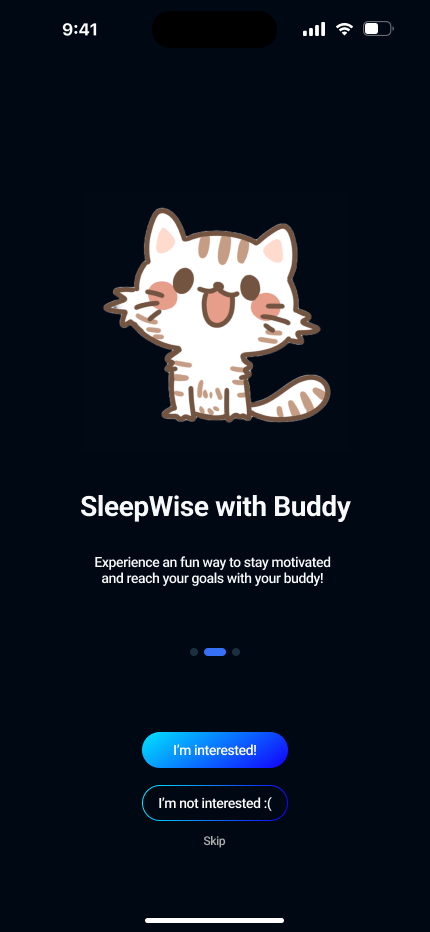 9:41
SleepWise with Buddy
Experience an fun way to stay motivated
and reach your goals with your buddy!
I'm interested!
I'm not interested :(
Skip